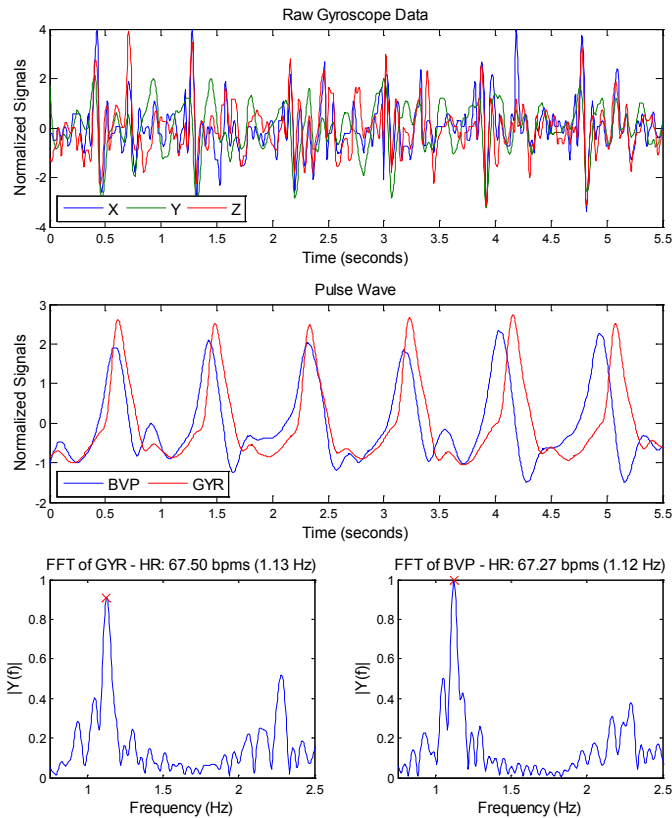 Raw Gyroscope Data
Normalized Signals
4
2
0
-2
-4
X Y Z
0 0.5 1 1.5 2 2.5 3 3.5 4 4.5 5 5.5
Time (seconds)
Pulse Wave
Normalized Signals
3
2
1
0
-1
-2
BVP GYR
0 0.5 1 1.5 2 2.5 3 3.5 4 4.5 5 5.5
Time (seconds)
FFT of GYR - HR: 67.50 bpms (1.13 Hz)
|Y(f)|
1
0.8
0.6
0.4
0.2
0
1 1.5 2 2.5
Frequency (Hz)
FFT of BVP - HR: 67.27 bpms (1.12 Hz)
|Y(f)|
1
0.8
0.6
0.4
0.2
0
1 1.5 2 2.5
Frequency (Hz)